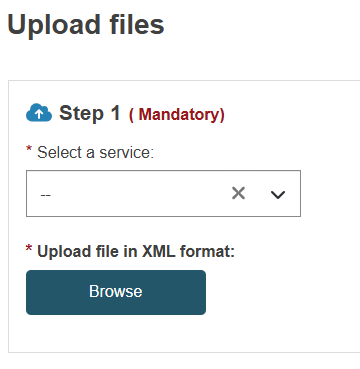 Upload files
Step 1 ( Mandatory)
* Select a service:
--
* Upload file in XML format:
Browse